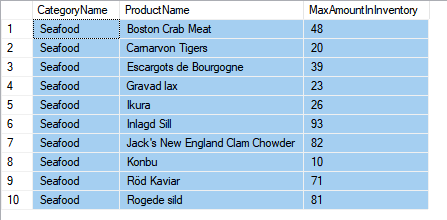 CategoryName ProductName MaxAmountInInventory
1 Seafood Boston Crab Meat 48
2 Seafood Carnarvon Tigers 20
3 Seafood Escargots de Bourgogne 39
4 Seafood Gravad lax 23
5 Seafood Ikura 26
6 Seafood Inlagd Sill 93
7 Seafood Jack's New England Clam Chowder 82
8 Seafood Konbu 10
9 Seafood Röd Kaviar 71
10 Seafood Rogede sild 81